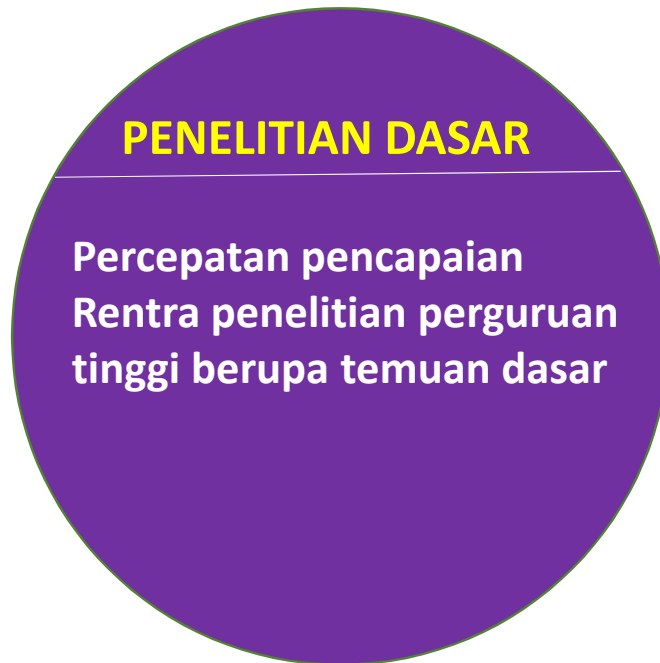 PENELITIAN DASAR
Percepatan pencapaian
Rentra penelitian perguruan
tinggi berupa temuan dasar